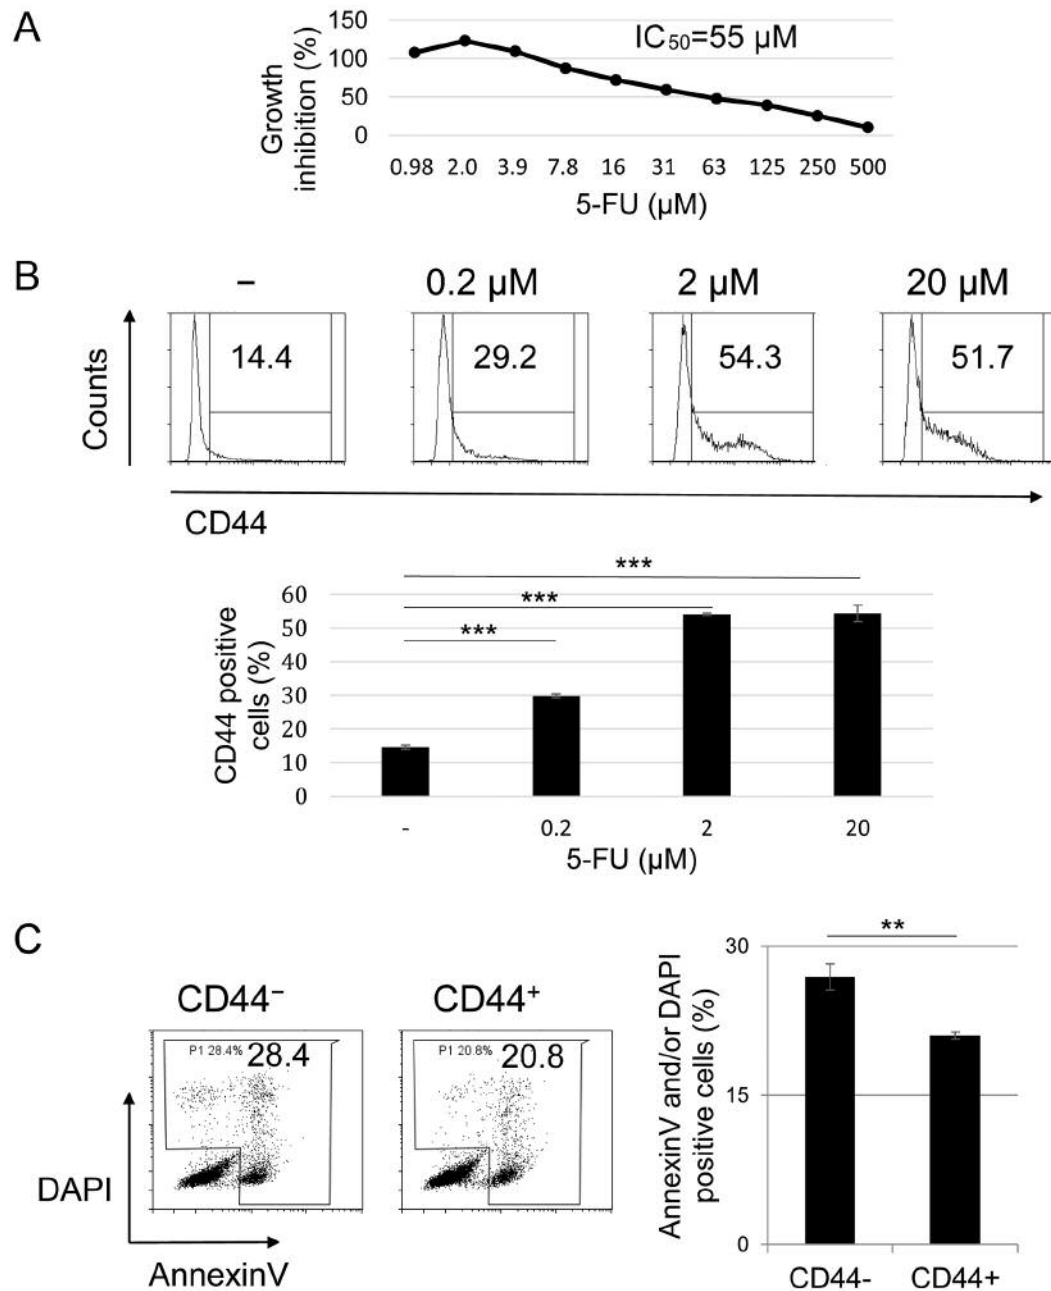 A
150
100
50
0
Growth
inhibition (%)
IC50=55 µM
0.98 2.0 3.9 7.8 16 31 63 125 250 500
5-FU (µM)
B
– 0.2 µM 2 µM 20 µM
Counts
14.4 29.2 54.3 51.7
CD44
CD44 positive
cells (%)
60
50
40
30
20
10
0
***
***
***
- 0.2 2 20
5-FU (µM)
C
CD44⁻ CD44⁺
P1 28.4% 28.4
P1 20.8% 20.8
DAPI
AnnexinV
AnnexinV and/or DAPI
positive cells (%)
30
15
0
**
CD44- CD44+